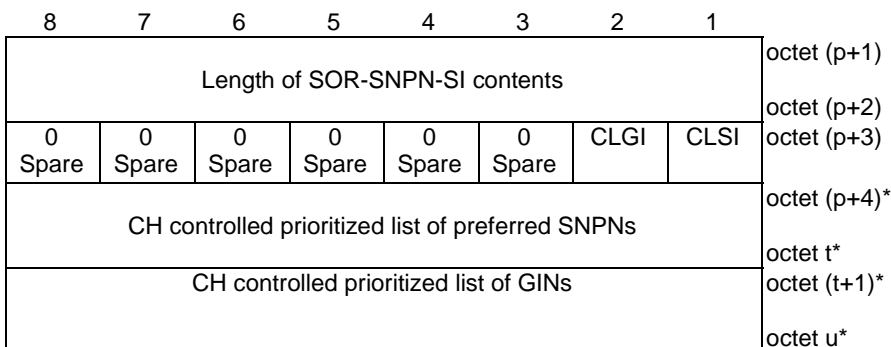 8 7 6 5 4 3 2 1
octet (p+1)
Length of SOR-SNPN-SI contents
octet (p+2)
0 0 0 0 0 0 CLGI CLSI octet (p+3)
Spare Spare Spare Spare Spare Spare
octet (p+4)*
CH controlled prioritized list of preferred SNPNs
octet t*
CH controlled prioritized list of GINs octet (t+1)*
octet u*